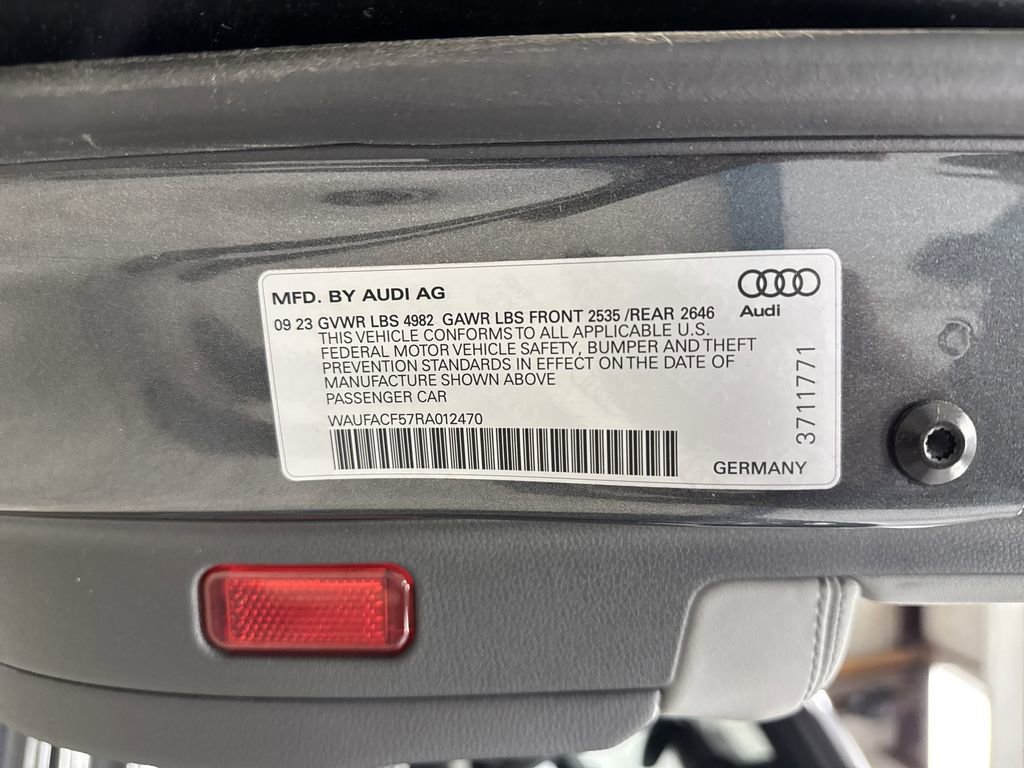 MFD. BY AUDI AG
Audi
09 23 GVWR LBS 4982 GAWR LBS FRONT 2535 /REAR 2646
THIS VEHICLE CONFORMS TO ALL APPLICABLE U.S.
FEDERAL MOTOR VEHICLE SAFETY, BUMPER AND THEFT
PREVENTION STANDARDS IN EFFECT ON THE DATE OF
MANUFACTURE SHOWN ABOVE
PASSENGER CAR
WAUFACF57RA012470
GERMANY
3711771